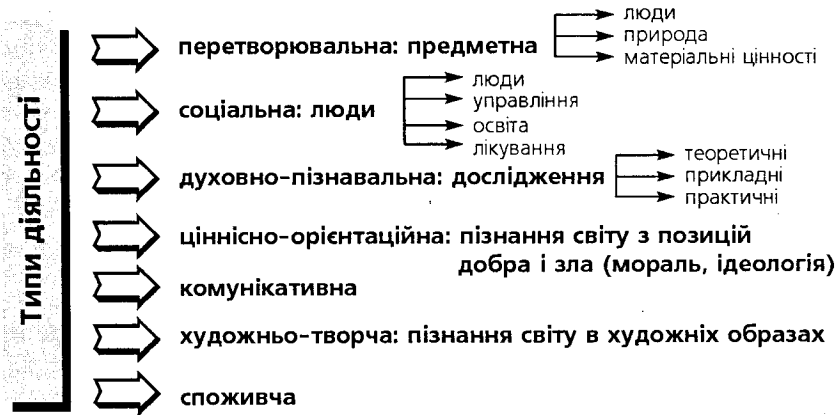 Типи діяльності
перетворювальна: предметна
люди
природа
матеріальні цінності
соціальна: люди
люди
управління
освіта
лікування
духовно-пізнавальна: дослідження
теоретичні
прикладні
практичні
ціннісно-орієнтаційна: пізнання світу з позицій
добра і зла (мораль, ідеологія)
комунікативна
художньо-творча: пізнання світу в художніх образах
споживча